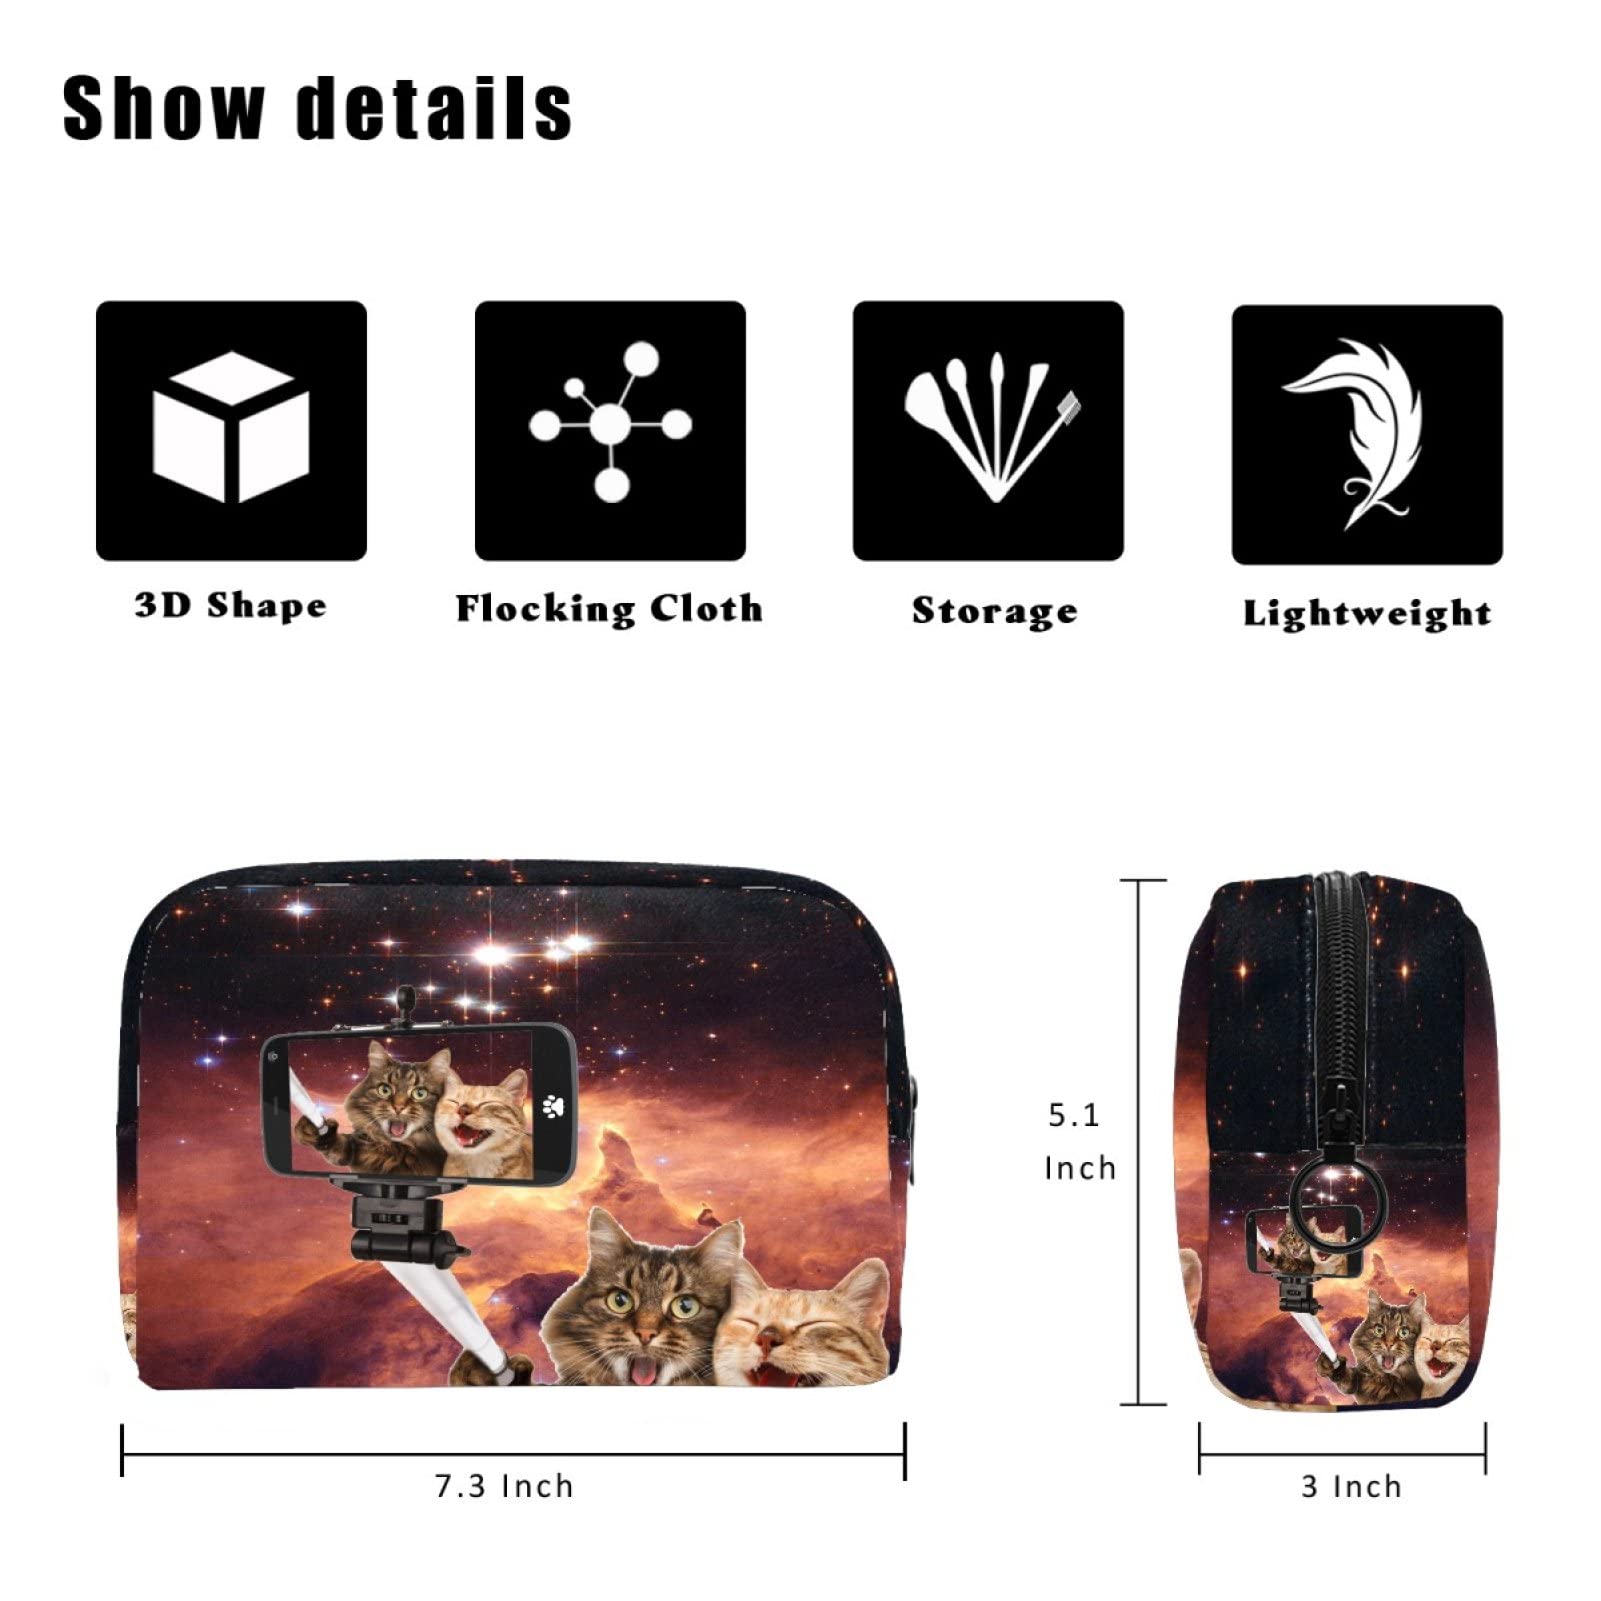 Show details
3D Shape
Flocking Cloth
Storage
Lightweight
5.1
Inch
7.3 Inch
3 Inch